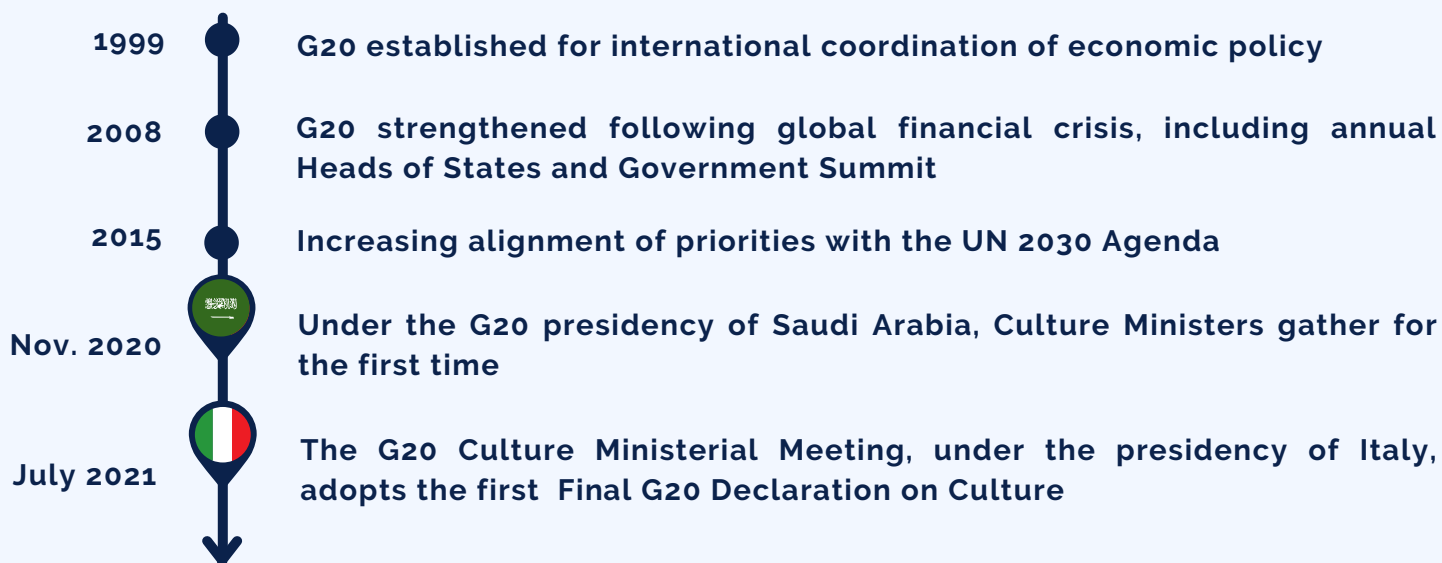 1999
G20 established for international coordination of economic policy
2008
G20 strengthened following global financial crisis, including annual
Heads of States and Government Summit
2015
Increasing alignment of priorities with the UN 2030 Agenda
Nov. 2020
Under the G20 presidency of Saudi Arabia, Culture Ministers gather for
the first time
July 2021
The G20 Culture Ministerial Meeting, under the presidency of Italy,
adopts the first Final G20 Declaration on Culture